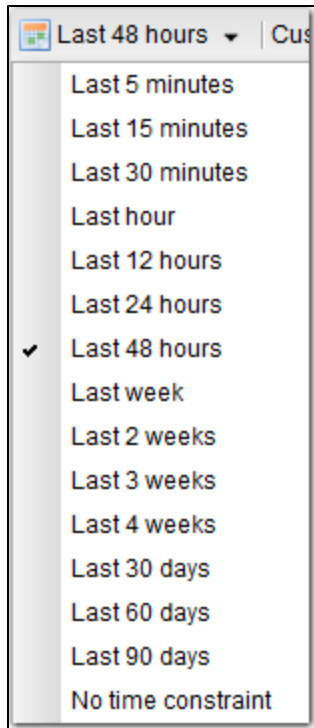 Last 48 hours Cus
Last 5 minutes
Last 15 minutes
Last 30 minutes
Last hour
Last 12 hours
Last 24 hours
Last 48 hours
Last week
Last 2 weeks
Last 3 weeks
Last 4 weeks
Last 30 days
Last 60 days
Last 90 days
No time constraint